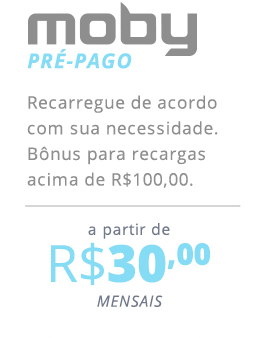 moby
PRÉ-PAGO
Recarregue de acordo
com sua necessidade.
Bônus para recargas
acima de R$100,00.
a partir de
R$30,00
MENSAIS